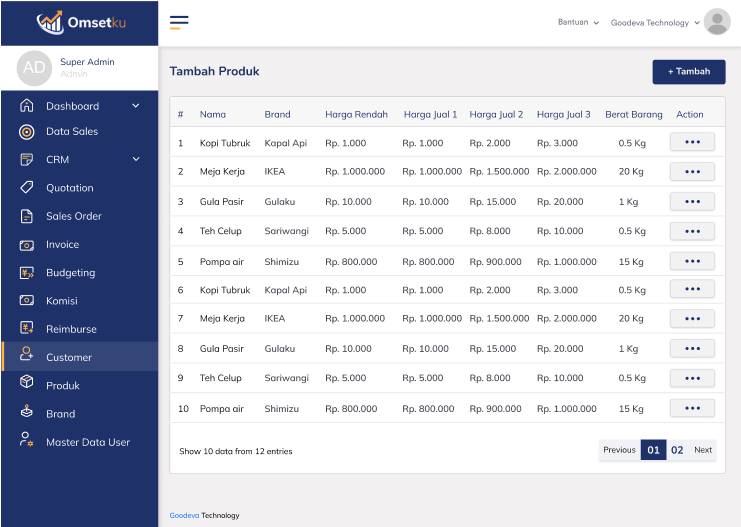 Omsetku
Bantuan Goodeva Technology
AD Super Admin
Admin
Dashboard
Data Sales
CRM
Quotation
Sales Order
Invoice
Budgeting
Komisi
Reimburse
Customer
Produk
Brand
Master Data User
Tambah Produk + Tambah
# Nama Brand Harga Rendah Harga Jual 1 Harga Jual 2 Harga Jual 3 Berat Barang Action
1 Kopi Tubruk Kapal Api Rp. 1.000 Rp. 1.000 Rp. 2.000 Rp. 3.000 0.5 Kg
2 Meja Kerja IKEA Rp. 1.000.000 Rp. 1.000.000 Rp. 1.500.000 Rp. 2.000.000 20 Kg
3 Gula Pasir Gulaku Rp. 10.000 Rp. 10.000 Rp. 15.000 Rp. 20.000 1 Kg
4 Teh Celup Sariwangi Rp. 5.000 Rp. 5.000 Rp. 8.000 Rp. 10.000 0.5 Kg
5 Pompa air Shimizu Rp. 800.000 Rp. 800.000 Rp. 900.000 Rp. 1.000.000 15 Kg
6 Kopi Tubruk Kapal Api Rp. 1.000 Rp. 1.000 Rp. 2.000 Rp. 3.000 0.5 Kg
7 Meja Kerja IKEA Rp. 1.000.000 Rp. 1.000.000 Rp. 1.500.000 Rp. 2.000.000 20 Kg
8 Gula Pasir Gulaku Rp. 10.000 Rp. 10.000 Rp. 15.000 Rp. 20.000 1 Kg
9 Teh Celup Sariwangi Rp. 5.000 Rp. 5.000 Rp. 8.000 Rp. 10.000 0.5 Kg
10 Pompa air Shimizu Rp. 800.000 Rp. 800.000 Rp. 900.000 Rp. 1.000.000 15 Kg
Show 10 data from 12 entries Previous 01 02 Next
Goodeva Technology